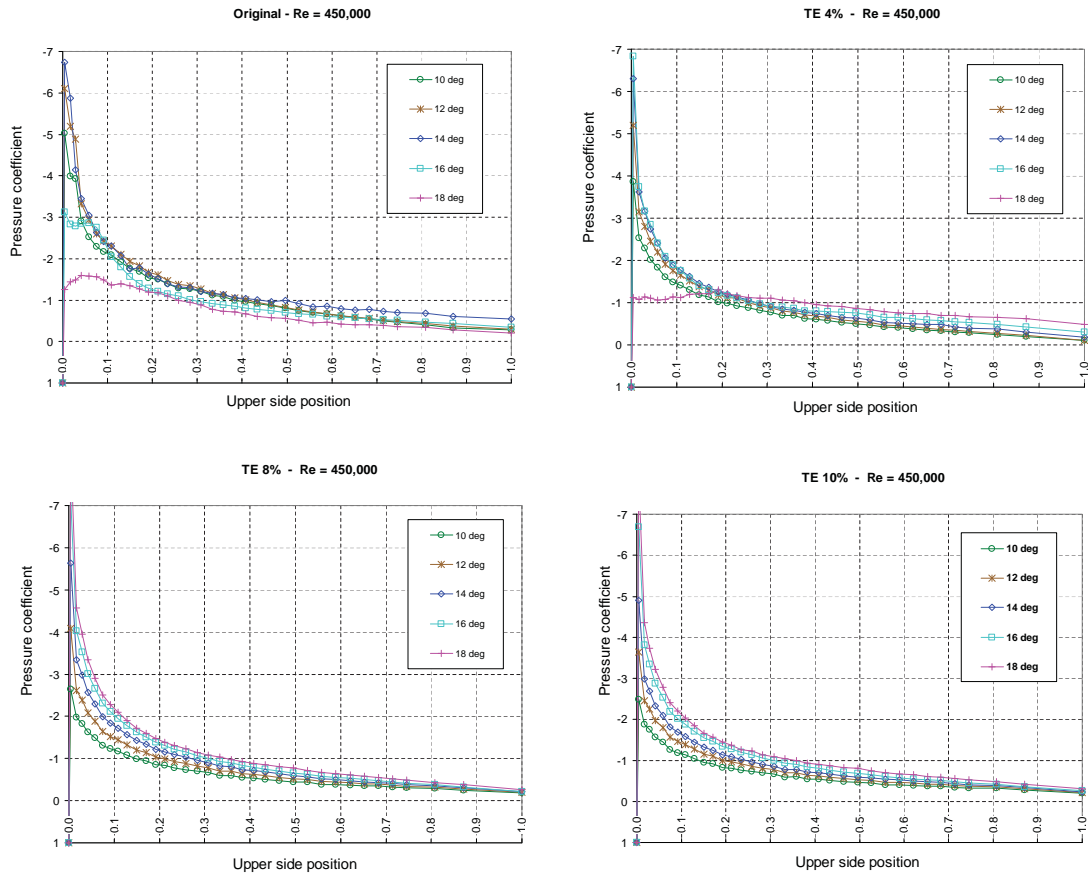 Original - Re = 450,000
-7
-6
-5
-4
-3
-2
-1
0
1
Pressure coefficient
0.0
0.1
0.2
0.3
0.4
0.5
0.6
0.7
0.8
0.9
1.0
Upper side position
10 deg
12 deg
14 deg
16 deg
18 deg
TE 4% - Re = 450,000
-7
-6
-5
-4
-3
-2
-1
0
1
Pressure coefficient
0.0
0.1
0.2
0.3
0.4
0.5
0.6
0.7
0.8
0.9
1.0
Upper side position
10 deg
12 deg
14 deg
16 deg
18 deg
TE 8% - Re = 450,000
-7
-6
-5
-4
-3
-2
-1
0
1
Pressure coefficient
0.0
0.1
0.2
0.3
0.4
0.5
0.6
0.7
0.8
0.9
1.0
Upper side position
10 deg
12 deg
14 deg
16 deg
18 deg
TE 10% - Re = 450,000
-7
-6
-5
-4
-3
-2
-1
0
1
Pressure coefficient
0.0
0.1
0.2
0.3
0.4
0.5
0.6
0.7
0.8
0.9
1.0
Upper side position
10 deg
12 deg
14 deg
16 deg
18 deg